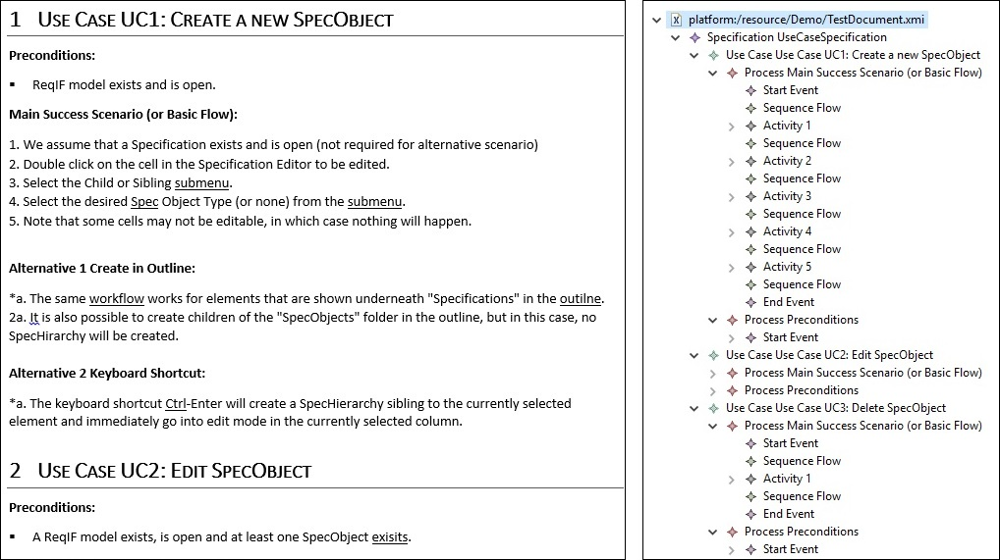 1 Use Case UC1: Create a new SpecObject
Preconditions:
▪ ReqIF model exists and is open.
Main Success Scenario (or Basic Flow):
1. We assume that a Specification exists and is open (not required for alternative scenario)
2. Double click on the cell in the Specification Editor to be edited.
3. Select the Child or Sibling submenu.
4. Select the desired Spec Object Type (or none) from the submenu.
5. Note that some cells may not be editable, in which case nothing will happen.
Alternative 1 Create in Outline:
*a. The same workflow works for elements that are shown underneath "Specifications" in the outilne.
2a. It is also possible to create children of the "SpecObjects" folder in the outline, but in this case, no
SpecHirarchy will be created.
Alternative 2 Keyboard Shortcut:
*a. The keyboard shortcut Ctrl-Enter will create a SpecHierarchy sibling to the currently selected
element and immediately go into edit mode in the currently selected column.
2 Use Case UC2: Edit SpecObject
Preconditions:
▪ A ReqIF model exists, is open and at least one SpecObject exisits.
platform:/resource/Demo/TestDocument.xmi
Specification UseCaseSpecification
Use Case Use Case UC1: Create a new SpecObject
Process Main Success Scenario (or Basic Flow)
Start Event
Sequence Flow
Activity 1
Sequence Flow
Activity 2
Sequence Flow
Activity 3
Sequence Flow
Activity 4
Sequence Flow
Activity 5
Sequence Flow
End Event
Process Preconditions
Start Event
Use Case Use Case UC2: Edit SpecObject
Process Main Success Scenario (or Basic Flow)
Process Preconditions
Use Case Use Case UC3: Delete SpecObject
Process Main Success Scenario (or Basic Flow)
Start Event
Sequence Flow
Activity 1
Sequence Flow
End Event
Process Preconditions
Start Event